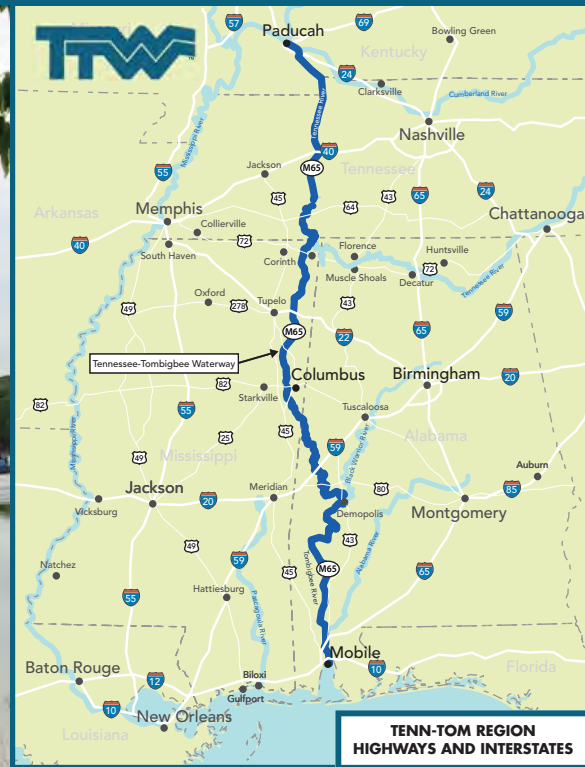 TTW
TM
Paducah
Kentucky
Bowling Green
57
69
24
Clarksville
Cumberland River
Nashville
Tennessee River
Mississippi River
40
M65
Jackson
Tennessee
55
45
64
43
65
24
Arkansas
Memphis
Collierville
Chattanooga
40
72
South Haven
Corinth
Florence
Huntsville
Muscle Shoals
72
Decatur
Tennessee River
Oxford
278
Tupelo
43
49
59
M65
22
65
Tennessee-Tombigbee Waterway
82
Columbus
Birmingham
20
Starkville
82
55
Tuscaloosa
25
45
59
Black Warrior River
Alabama
Mississippi River
Mississippi
49
Auburn
Jackson
20
Meridian
80
85
Vicksburg
Demopolis
Montgomery
43
49
Alabama River
Natchez
59
45
M65
65
Tombigbee River
55
Hattiesburg
Pascagoula River
Mobile
10
Florida
Baton Rouge
12
Biloxi
Gulfport
10
New Orleans
Louisiana
TENN-TOM REGION
HIGHWAYS AND INTERSTATES